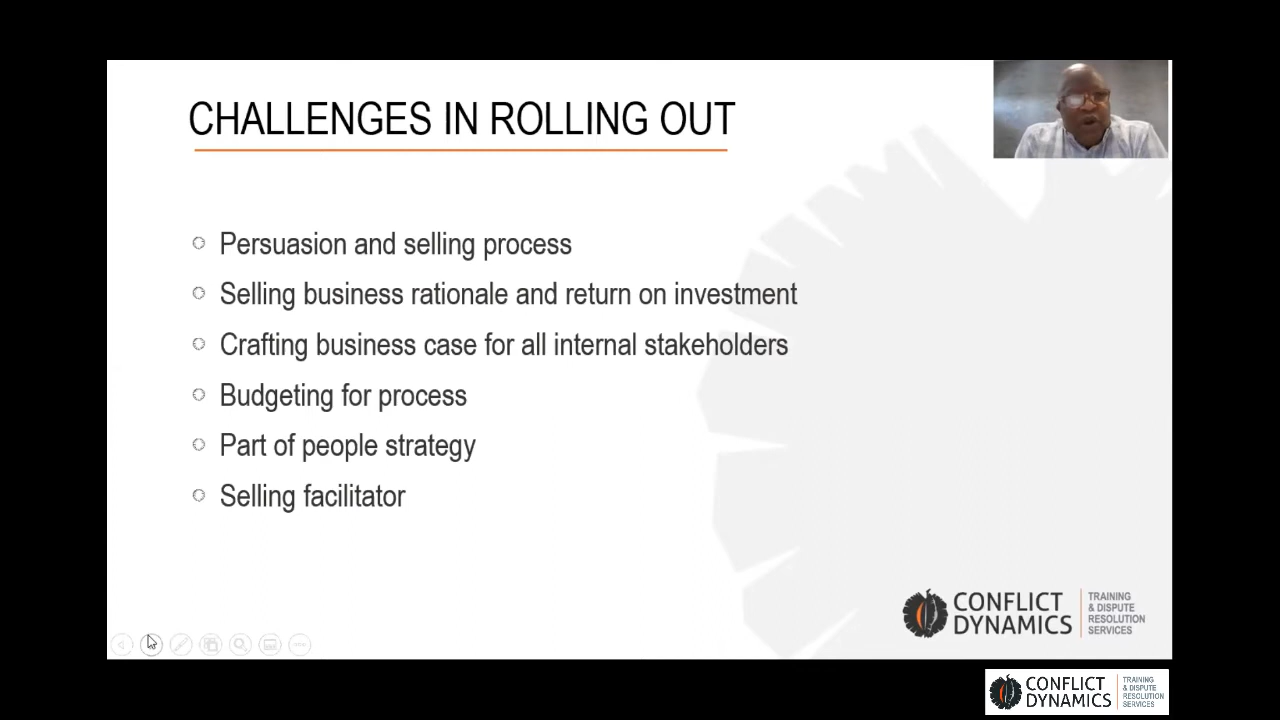 CHALLENGES IN ROLLING OUT
Persuasion and selling process
Selling business rationale and return on investment
Crafting business case for all internal stakeholders
Budgeting for process
Part of people strategy
Selling facilitator
CONFLICT
DYNAMICS
TRAINING
& DISPUTE
RESOLUTION
SERVICES
CONFLICT
DYNAMICS
TRAINING
& DISPUTE
RESOLUTION
SERVICES